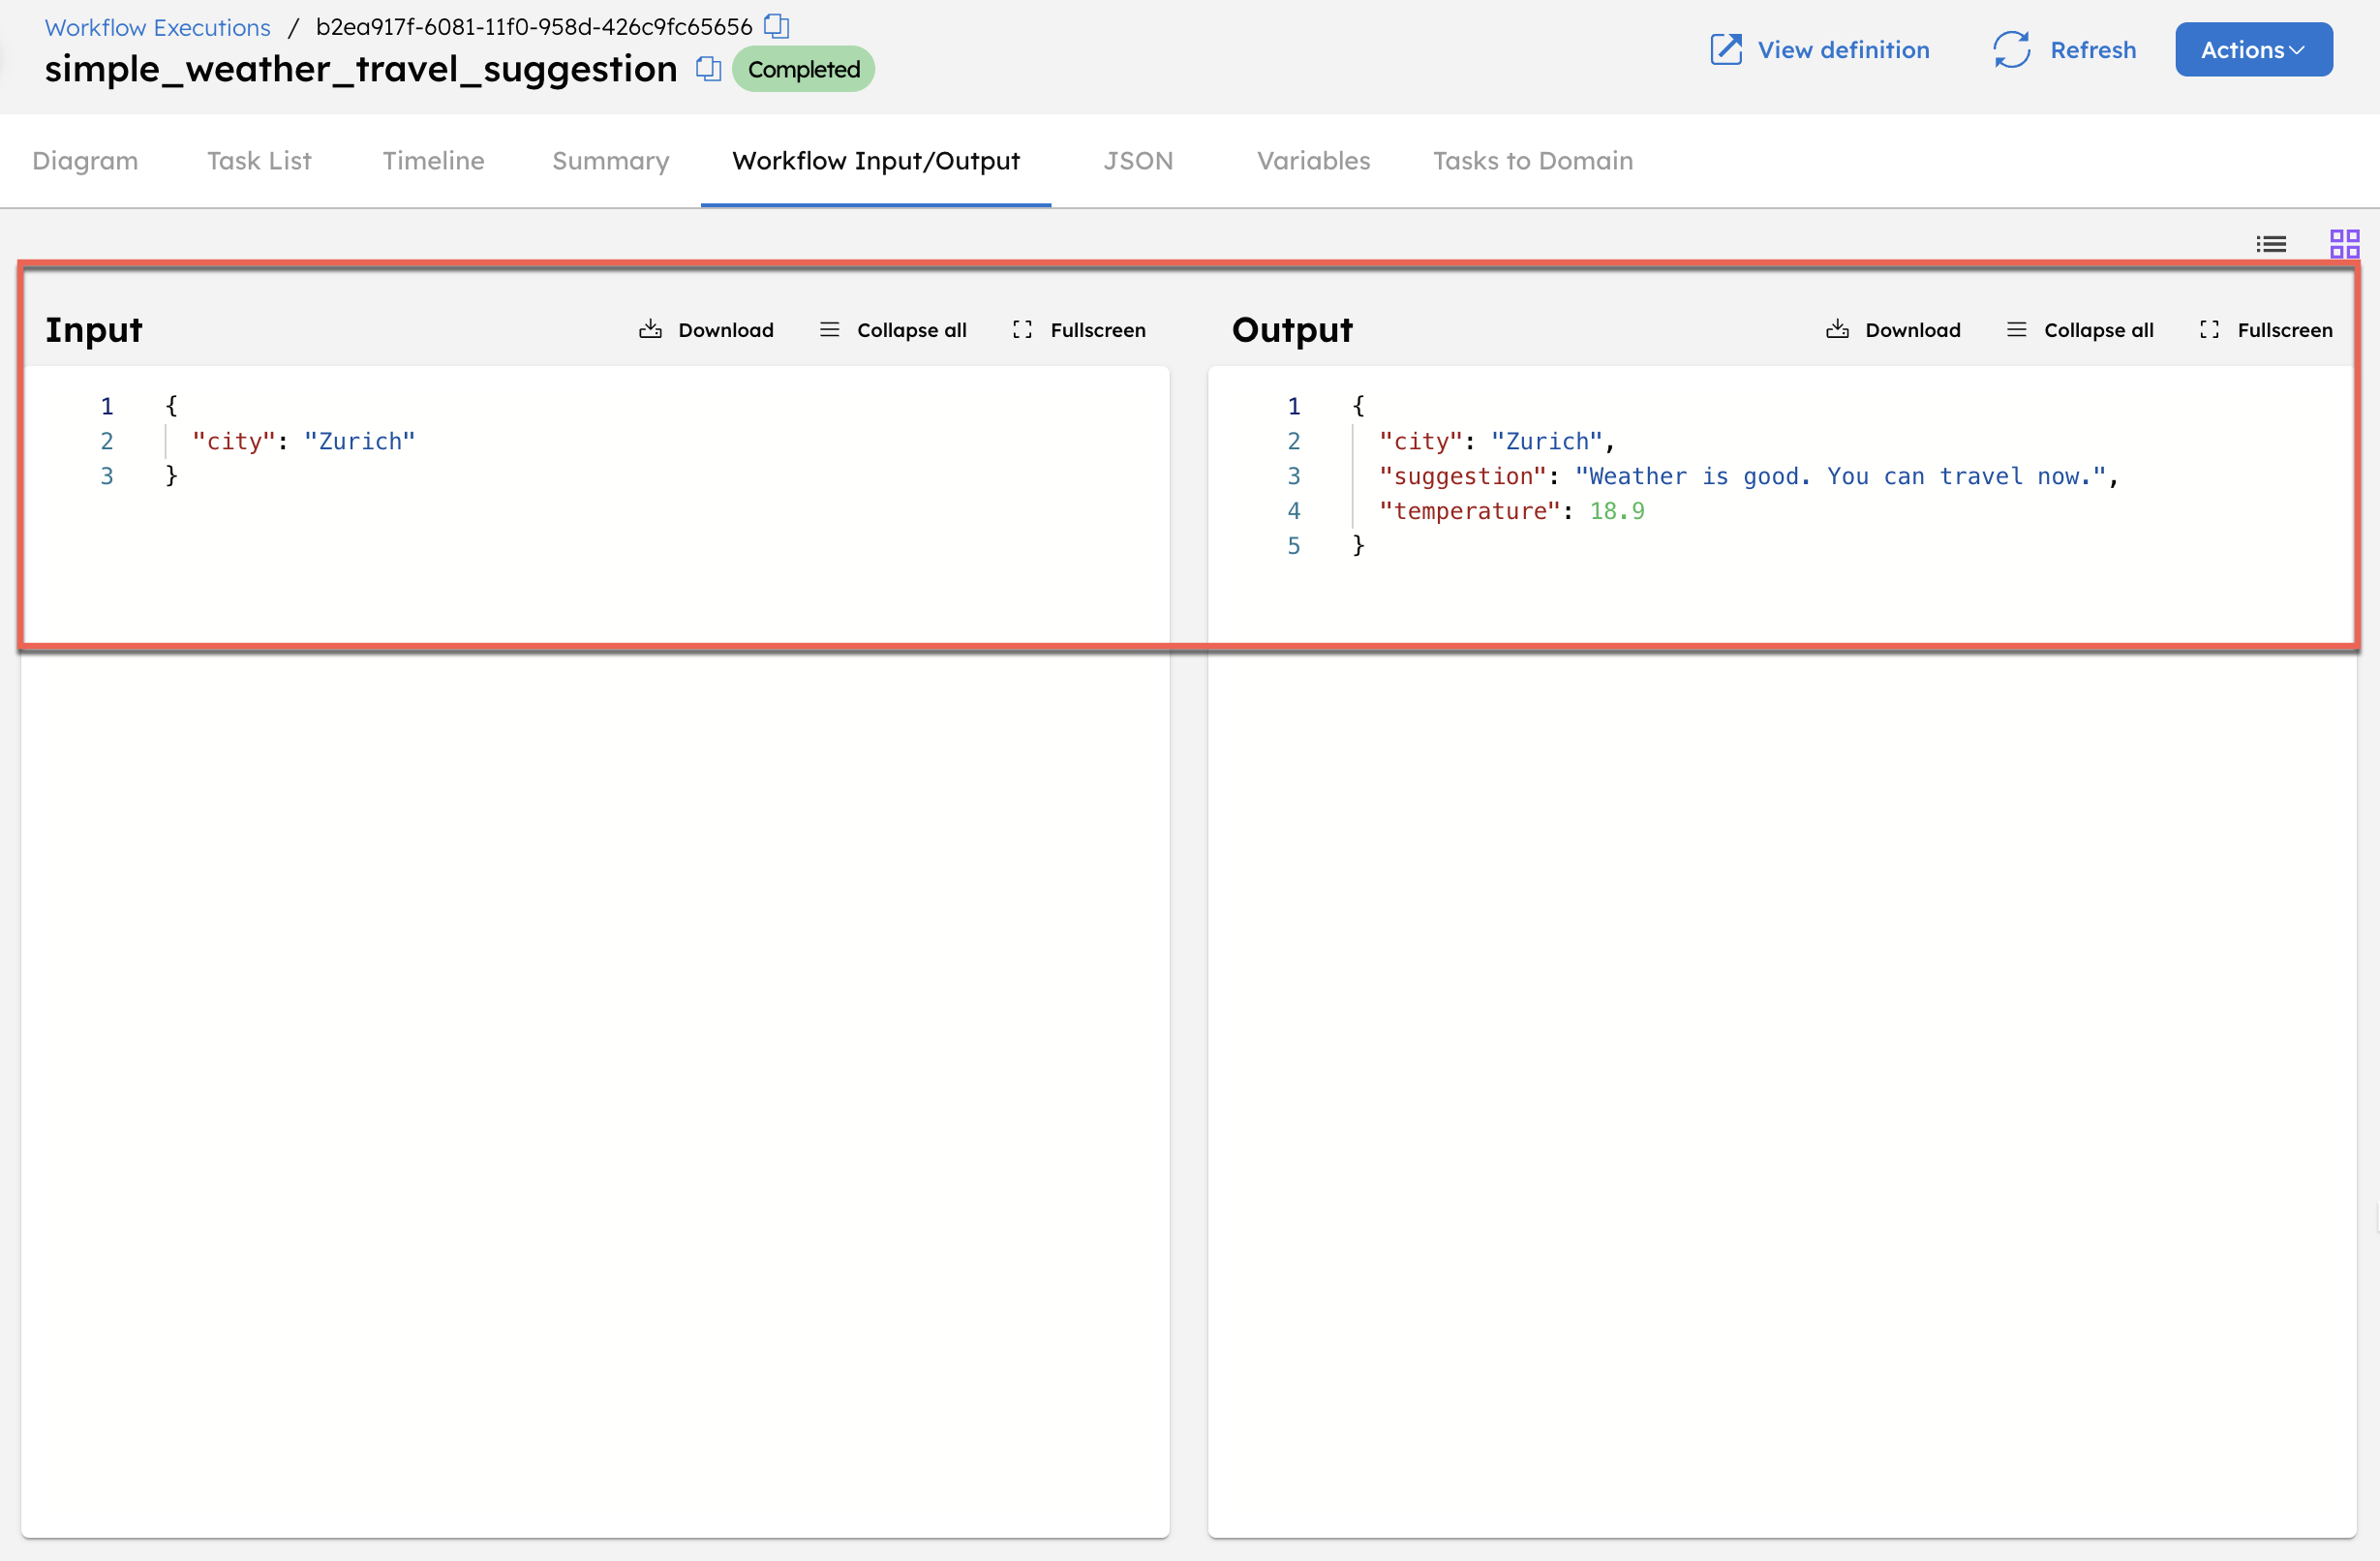 Workflow Executions / b2ea917f-6081-11f0-958d-426c9fc65656
simple_weather_travel_suggestion Completed
View definition Refresh Actions
Diagram Task List Timeline Summary Workflow Input/Output JSON Variables Tasks to Domain
Input Download Collapse all Fullscreen
1 {
2 "city": "Zurich"
3 }
Output Download Collapse all Fullscreen
1 {
2 "city": "Zurich",
3 "suggestion": "Weather is good. You can travel now.",
4 "temperature": 18.9
5 }